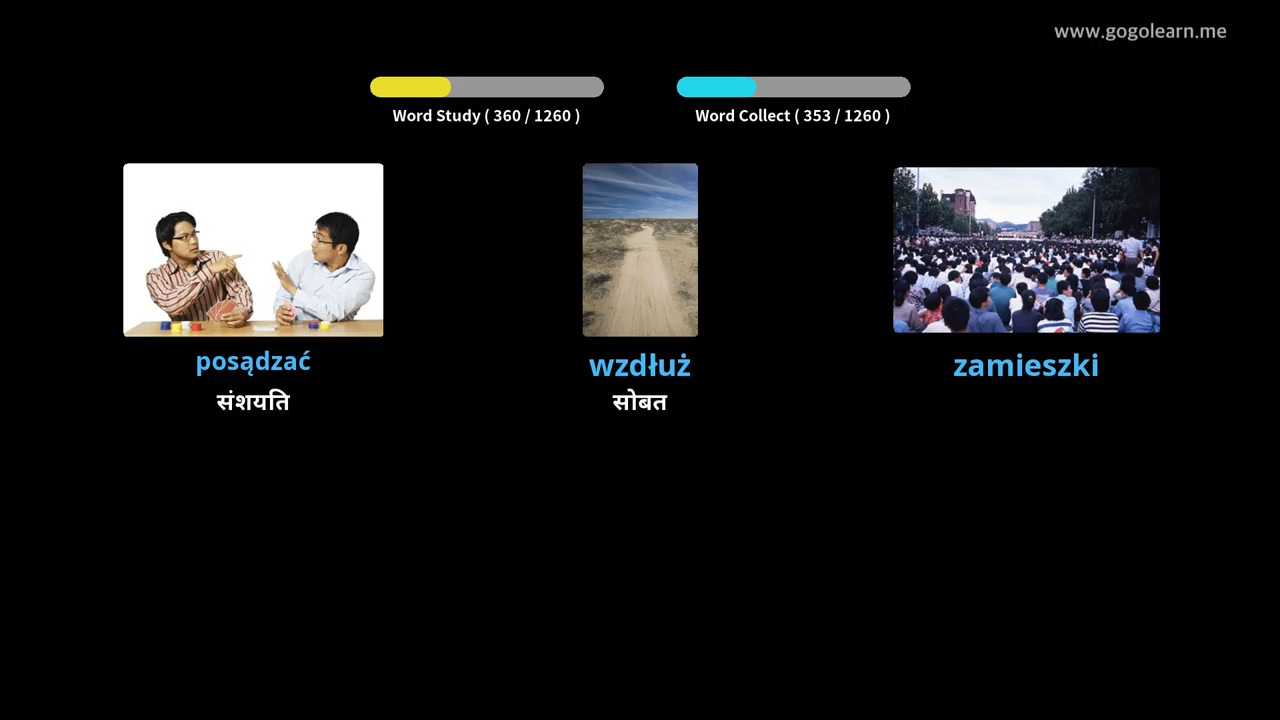 www.gogolearn.me
Word Study ( 360 / 1260 )
Word Collect ( 353 / 1260 )
posądzać
wzdłuż
zamieszki
संशयति
सोबत